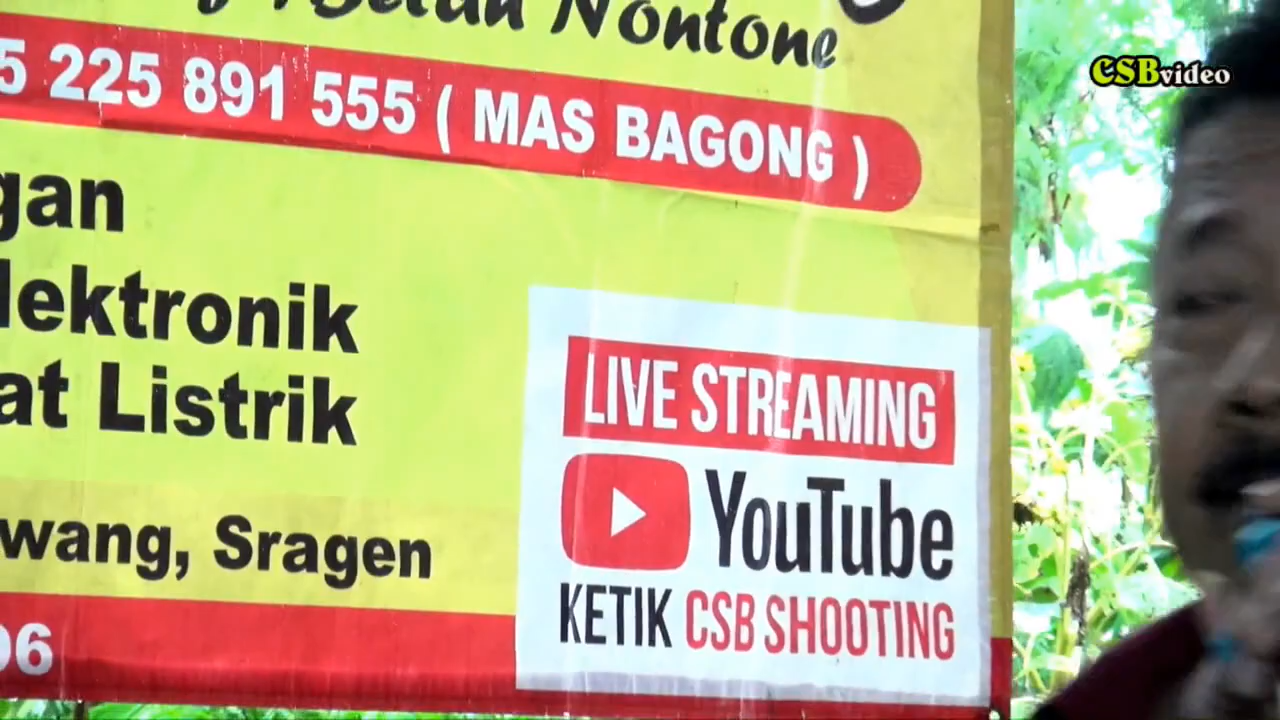 Nontone
CSBvideo
5 225 891 555 ( MAS BAGONG )
gan
lektronik
at Listrik
LIVE STREAMING
YouTube
wang, Sragen
KETIK CSB SHOOTING
06